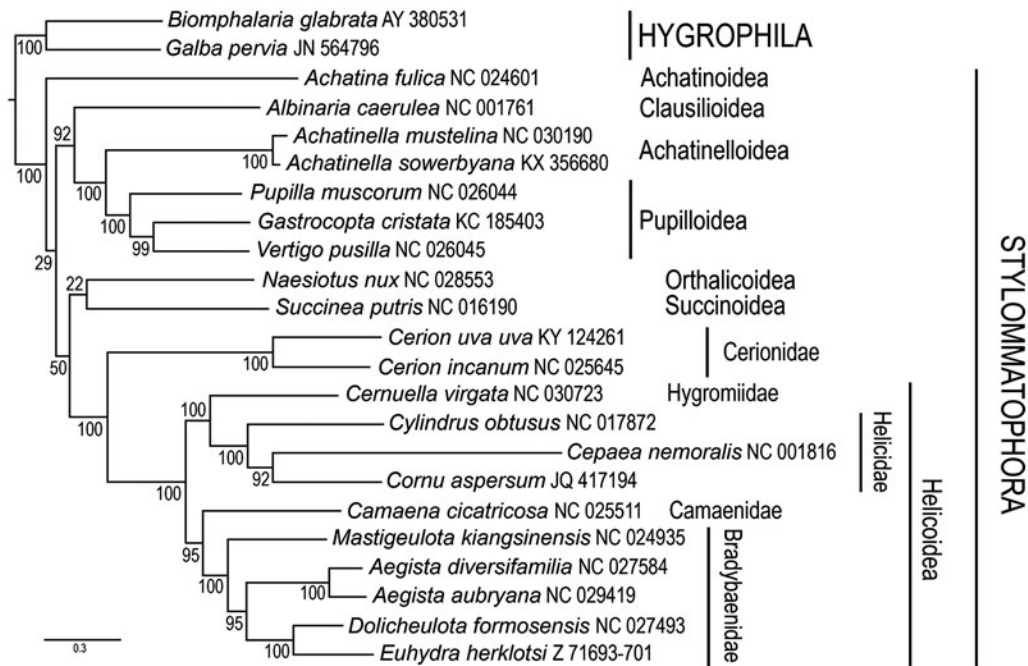 Biomphalaria glabrata AY 380531
Galba pervia JN 564796
HYGROPHILA
100
Achatina fulica NC 024601 Achatinoidea
Albinaria caerulea NC 001761 Clausilioidea
92
Achatinella mustelina NC 030190
Achatinella sowerbyana KX 356680
Achatinelloidea
100
100
100
Pupilla muscorum NC 026044
Gastrocopta cristata KC 185403
Vertigo pusilla NC 026045
Pupilloidea
100
99
29
Naesiotus nux NC 028553 Orthalicoidea
22
Succinea putris NC 016190 Succinoidea
Cerion uva uva KY 124261
Cerion incanum NC 025645
Cerionidae
100
50
Cernuella virgata NC 030723 Hygromiidae
100
Cylindrus obtusus NC 017872
Cepaea nemoralis NC 001816
Cornu aspersum JQ 417194
Helicidae
100
100
92
100
Camaena cicatricosa NC 025511 Camaenidae
Mastigeulota kiangsinensis NC 024935
95
Aegista diversifamilia NC 027584
100
Aegista aubryana NC 029419
100
95
Dolicheulota formosensis NC 027493
Euhydra herklotsi Z 71693-701
100
Bradybaenidae
Helicoidea
STYLOMMATOPHORA
0.3